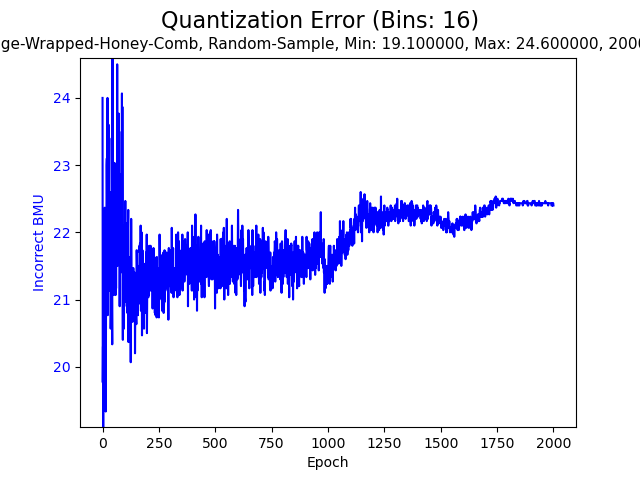 Quantization Error (Bins: 16)
ge-Wrapped-Honey-Comb, Random-Sample, Min: 19.100000, Max: 24.600000, 200
24
23
22
21
20
Incorrect BMU
0 250 500 750 1000 1250 1500 1750 2000
Epoch